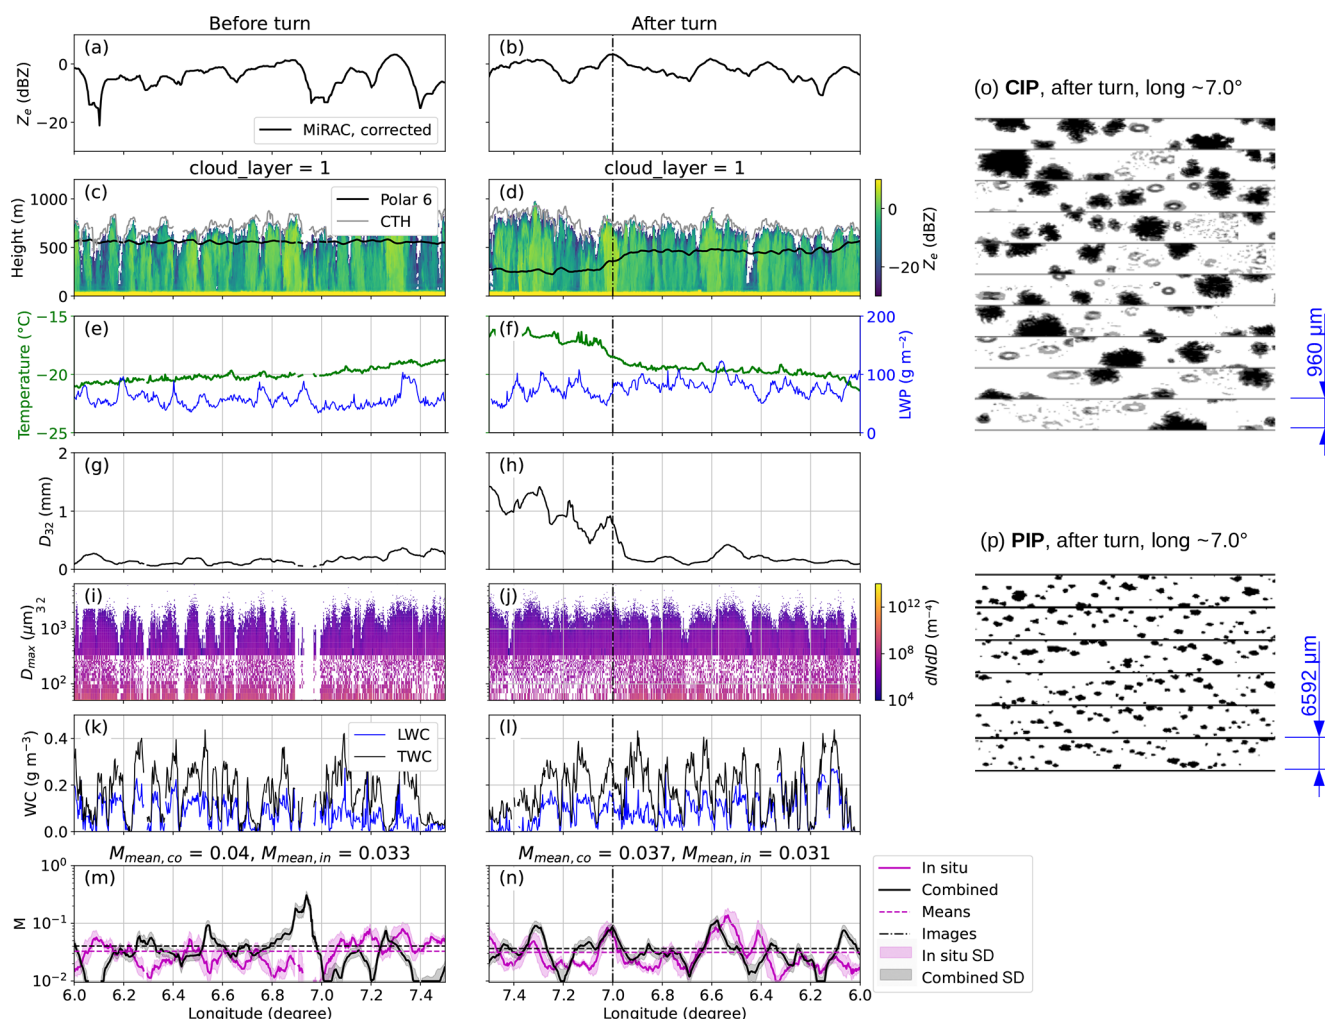 Before turn
After turn
(a)
(b)
Z_e (dBZ)
0
−20
MiRAC, corrected
(o) CIP, after turn, long ~7.0°
cloud_layer = 1
cloud_layer = 1
(c)
(d)
Height (m)
1000
500
0
Polar 6
CTH
0
−20
Z_e (dBZ)
(e)
(f)
Temperature (°C)
−15
−20
−25
200
100
0
LWP (g m⁻²)
960 µm
(g)
(h)
D_32 (mm)
2
1
0
(p) PIP, after turn, long ~7.0°
(i)
(j)
D_max (µm)^32
10³
10²
10¹²
10⁸
10⁴
dNdD (m⁻⁴)
6592 µm
(k)
(l)
WC (g m⁻³)
0.4
0.2
0.0
LWC
TWC
M_mean,co = 0.04, M_mean,in = 0.033
M_mean,co = 0.037, M_mean,in = 0.031
(m)
(n)
M
10⁰
10⁻¹
10⁻²
In situ
Combined
Means
Images
In situ SD
Combined SD
6.0 6.2 6.4 6.6 6.8 7.0 7.2 7.4
7.4 7.2 7.0 6.8 6.6 6.4 6.2 6.0
Longitude (degree)
Longitude (degree)